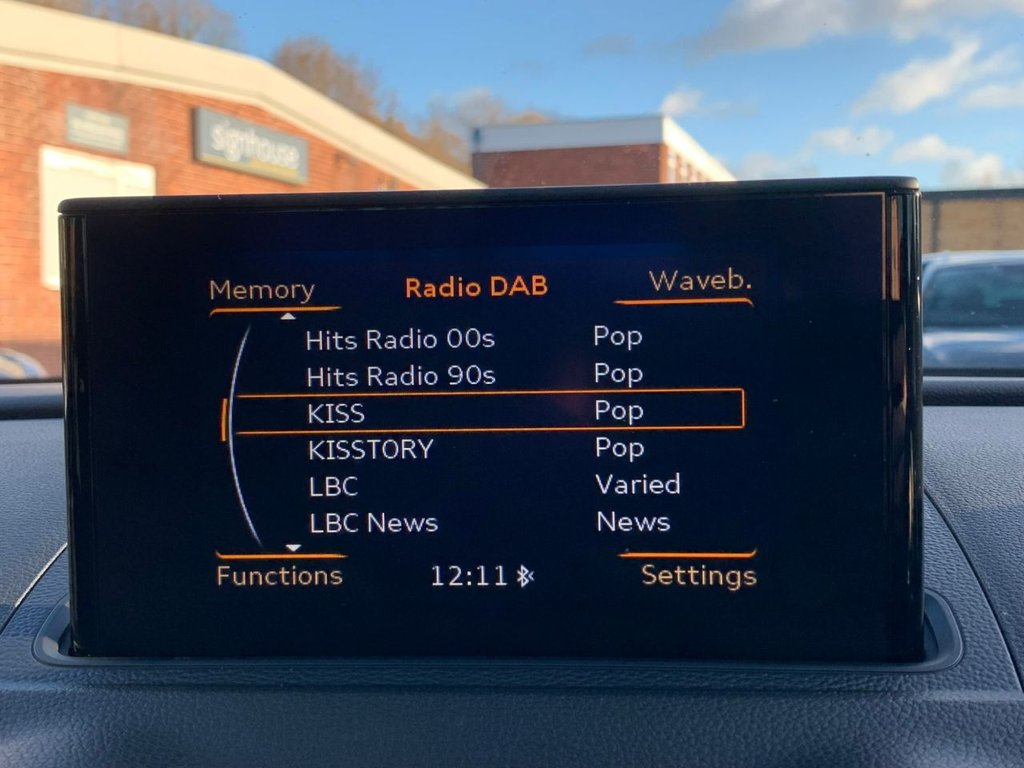 signhouse
Memory Radio DAB Waveb.
Hits Radio 00s Pop
Hits Radio 90s Pop
KISS Pop
KISSTORY Pop
LBC Varied
LBC News News
Functions 12:11 Settings